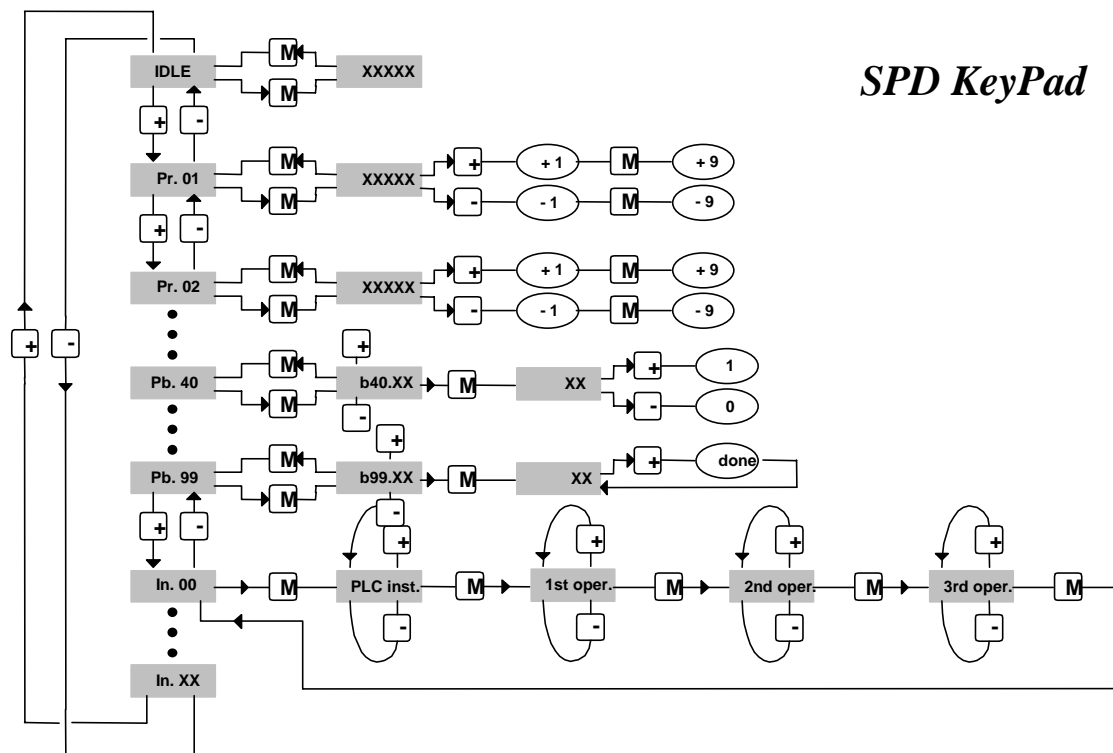 SPD KeyPad
M
IDLE XXXXX
M
+ -
M + +1 M +9
Pr. 01 XXXXX
M - -1 M -9
+ -
M + +1 M +9
Pr. 02 XXXXX
M - -1 M -9
+ -
+
M + 1
Pb. 40 b40.XX M XX
M - 0
-
+
M + done
Pb. 99 b99.XX M XX
M
-
+ - + + + +
In. 00 M PLC inst. M 1st oper. M 2nd oper. M 3rd oper. M
- - - -
In. XX